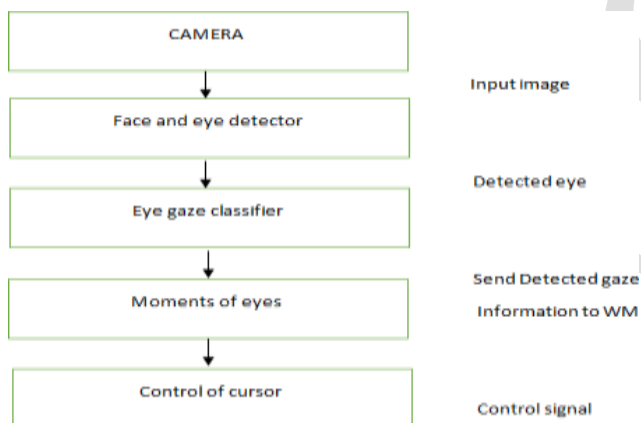 CAMERA
Input image
Face and eye detector
Detected eye
Eye gaze classifier
Send Detected gaze
Moments of eyes
Information to WM
Control of cursor
Control signal